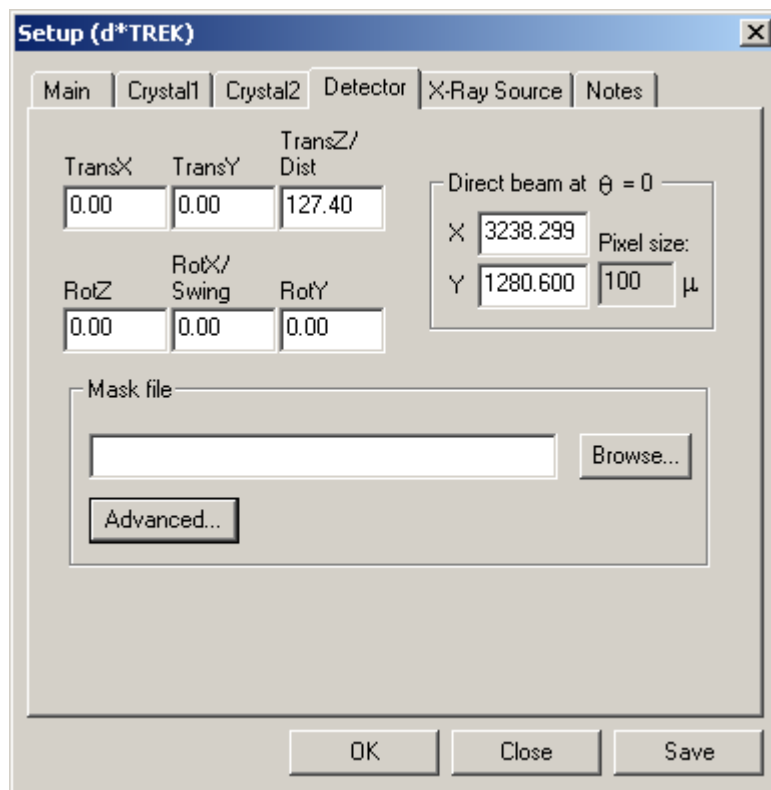 Setup (d*TREK)
Main Crystal1 Crystal2 Detector X-Ray Source Notes
TransX TransY TransZ/
Dist
0.00 0.00 127.40
RotZ RotX/
Swing RotY
0.00 0.00 0.00
Direct beam at θ = 0
X 3238.299 Pixel size:
Y 1280.600 100 μ
Mask file
Browse...
Advanced...
OK Close Save